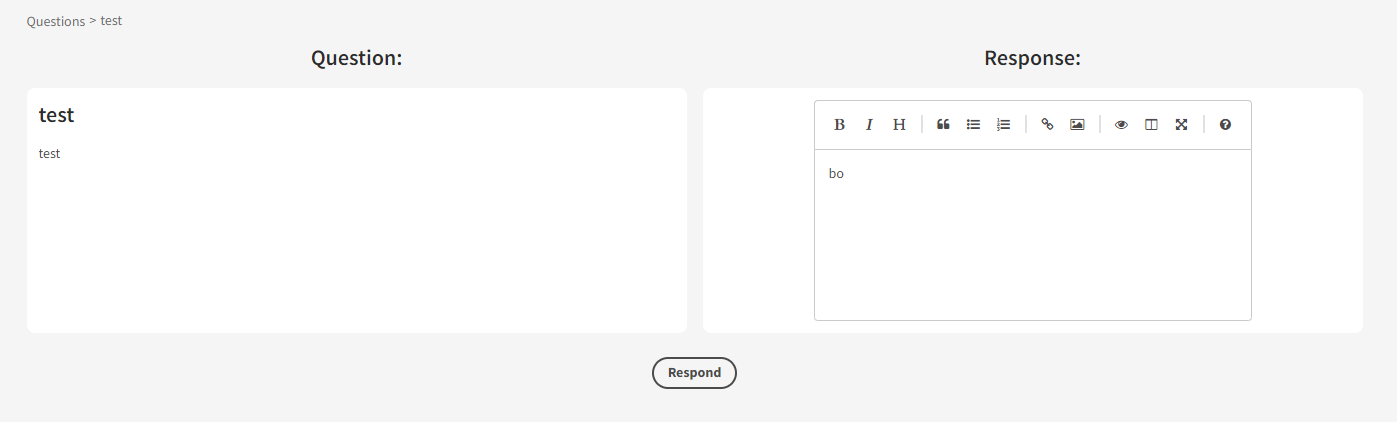 Questions > test
Question:
test
test
Response:
B I H
bo
Respond